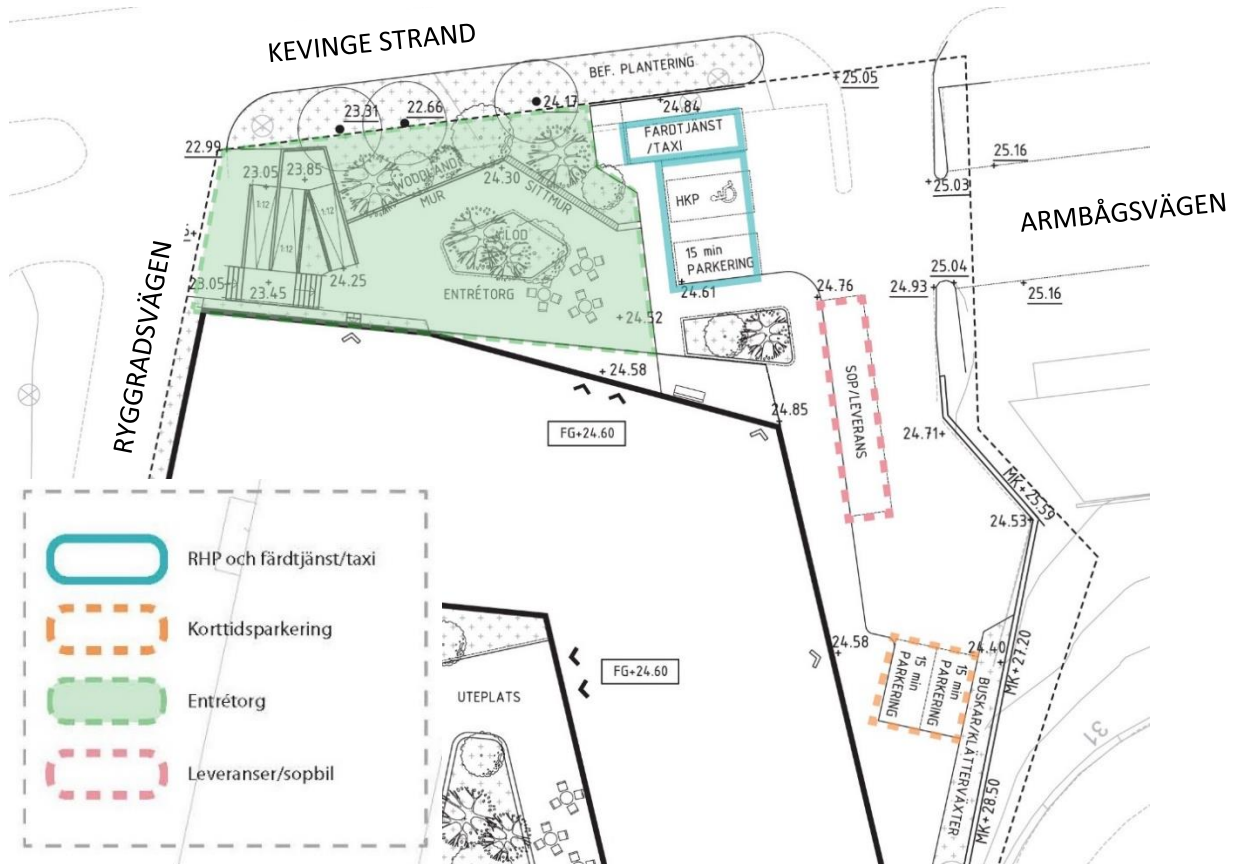 KEVINGE STRAND
BEF. PLANTERING
25.05
24.17
24.84
22.66
23.31
FÄRDTJÄNST
/TAXI
22.99
25.16
23.05 23.85
WOODLAND
24.30
SITTMUR
MUR
HKP
25.03
ARMBÅGSVÄGEN
1:12
1:12
1:12
KLOD
15 min
PARKERING
24.25
23.05
23.45
ENTRÉTORG
24.61
24.76
24.93
25.04
25.16
24.52
RYGGRADSVÄGEN
24.58
SOP/LEVERANS
24.85
FG+24.60
24.71
MK+25.59
24.53
RHP och färdtjänst/taxi
Korttidsparkering
Entrétorg
Leveranser/sopbil
24.58
24.40
FG+24.60
15 min
PARKERING
15 min
PARKERING
MK+27.20
UTEPLATS
BUSKAR/KLÄTTERVÄXTER
31
MK+28.50